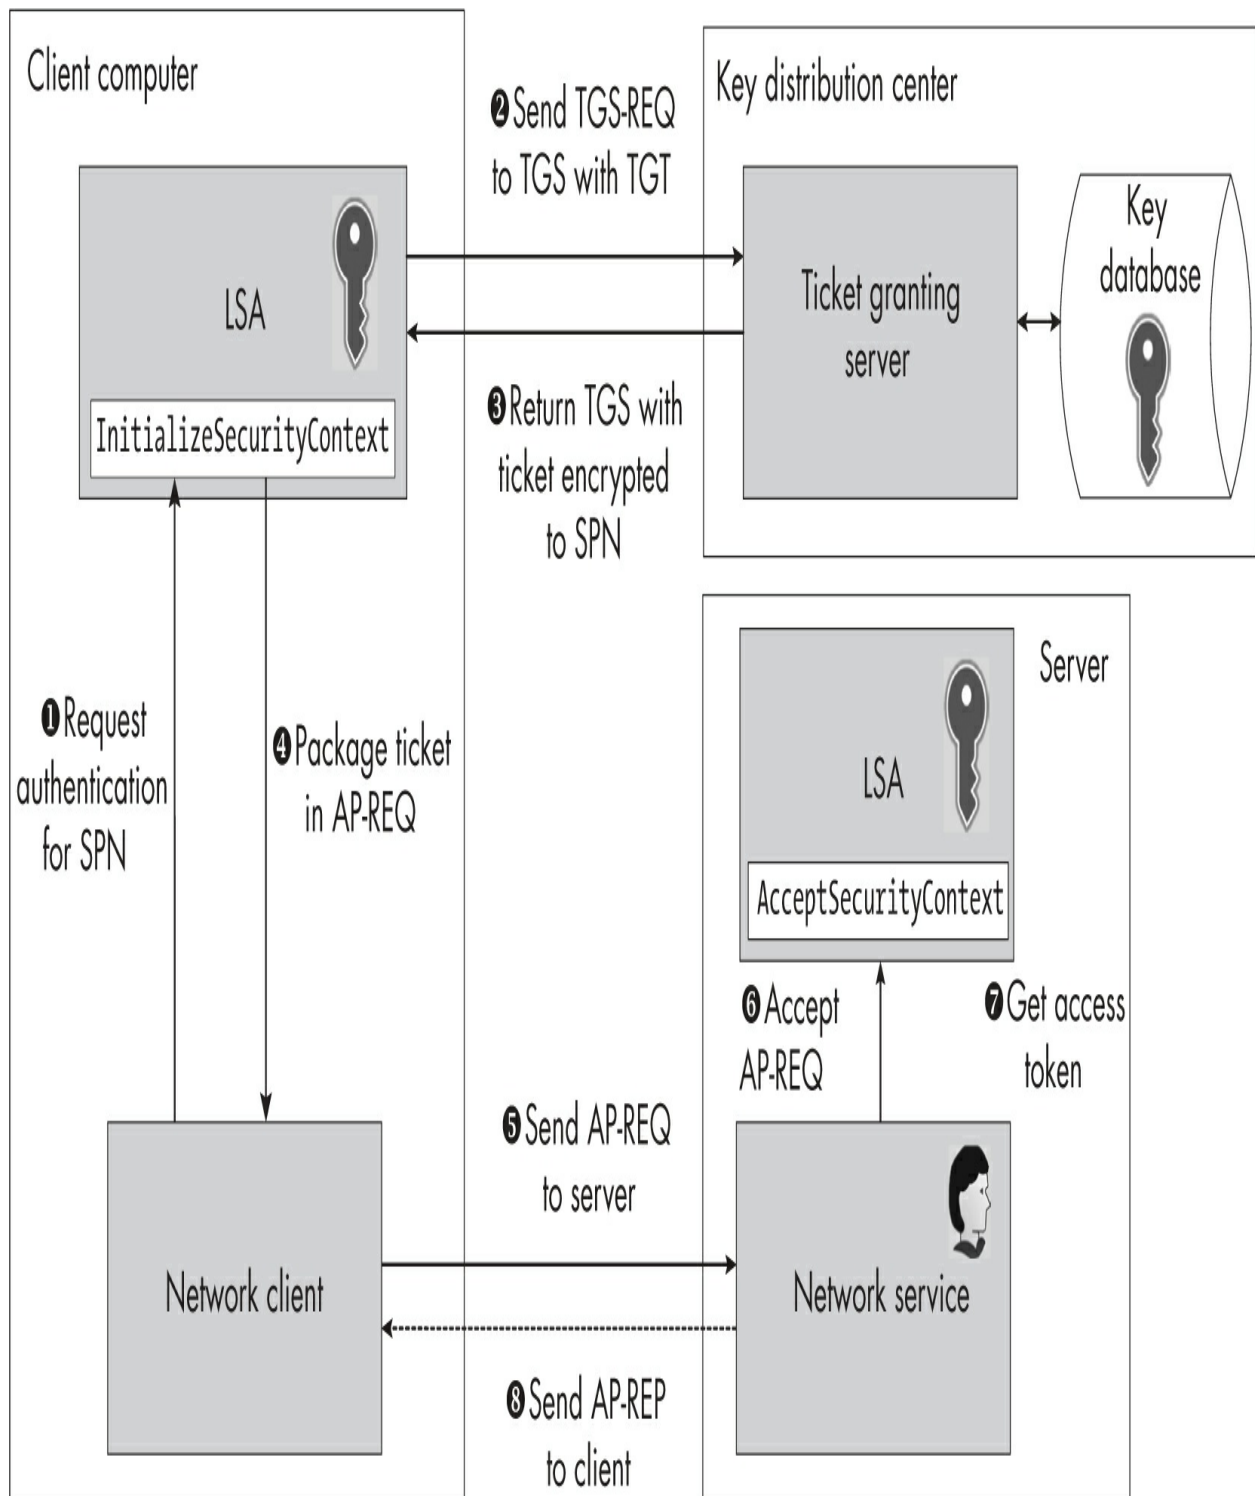 Client computer
Key distribution center
❷Send TGS-REQ
to TGS with TGT
LSA
InitializeSecurityContext
Ticket granting
server
Key
database
❸Return TGS with
ticket encrypted
to SPN
❶Request
authentication
for SPN
❹Package ticket
in AP-REQ
Server
LSA
AcceptSecurityContext
❻Accept
AP-REQ
❼Get access
token
❺Send AP-REQ
to server
Network client
Network service
❽Send AP-REP
to client